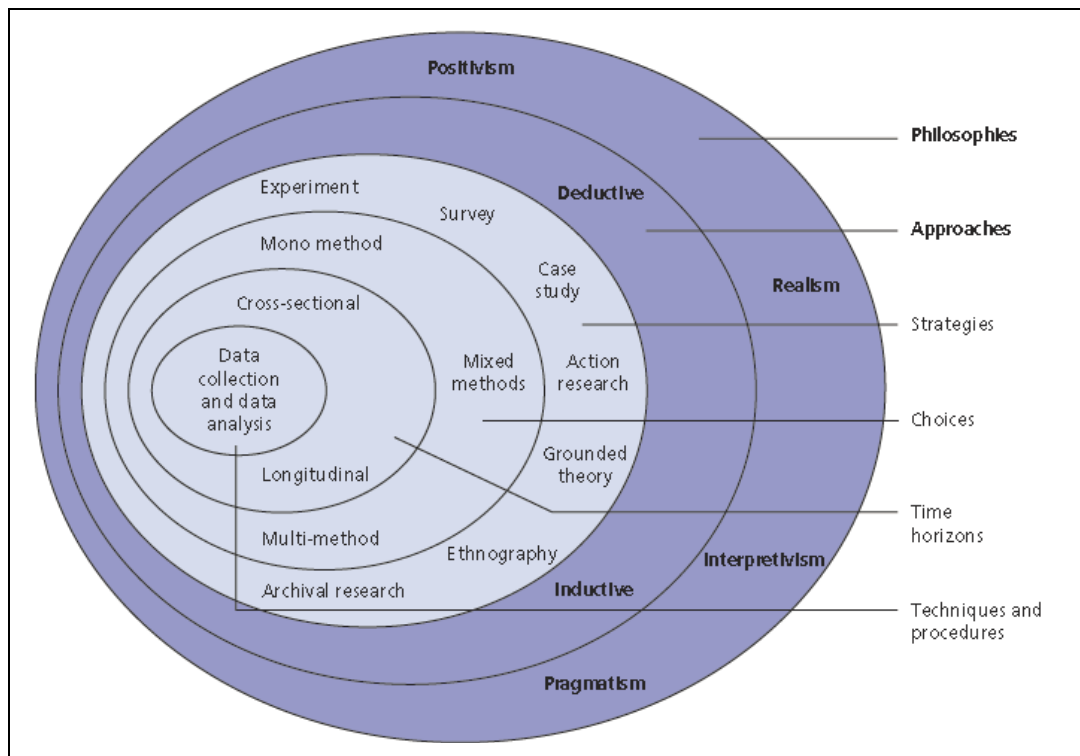 Positivism
Philosophies
Experiment
Deductive
Survey
Approaches
Mono method
Case
study
Realism
Cross-sectional
Strategies
Data
collection
and data
analysis
Mixed
methods
Action
research
Choices
Longitudinal
Grounded
theory
Time
horizons
Multi-method
Ethnography
Interpretivism
Archival research
Inductive
Techniques and
procedures
Pragmatism